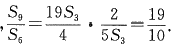 , S₉/S₆ = 19S₃/4 · 2/5S₃ = 19/10.